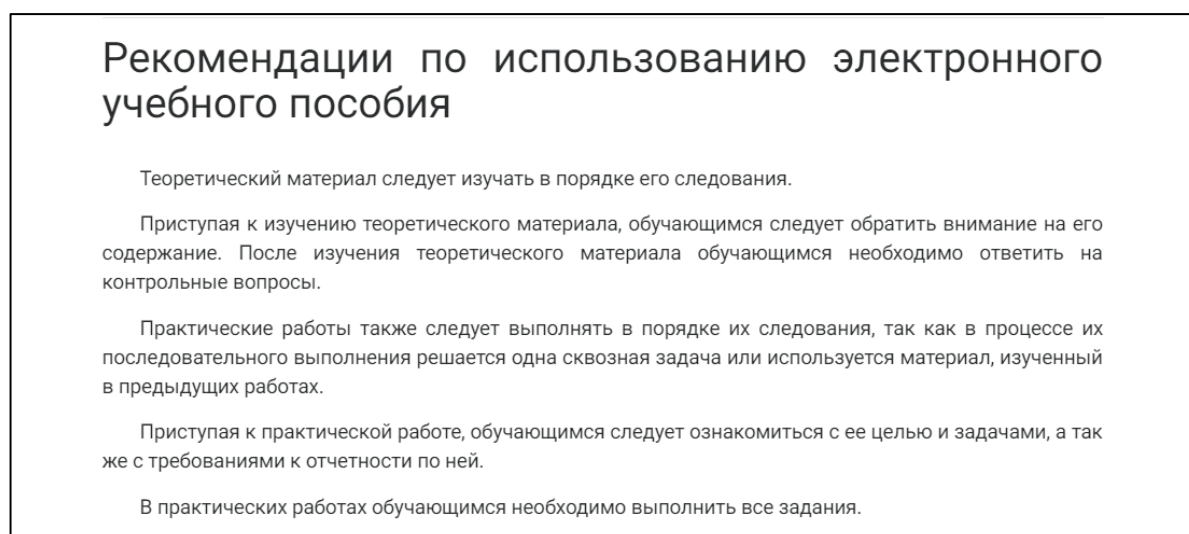 Рекомендации по использованию электронного
учебного пособия
Теоретический материал следует изучать в порядке его следования.
Приступая к изучению теоретического материала, обучающимся следует обратить внимание на его
содержание. После изучения теоретического материала обучающимся необходимо ответить на
контрольные вопросы.
Практические работы также следует выполнять в порядке их следования, так как в процессе их
последовательного выполнения решается одна сквозная задача или используется материал, изученный
в предыдущих работах.
Приступая к практической работе, обучающимся следует ознакомиться с ее целью и задачами, а так
же с требованиями к отчетности по ней.
В практических работах обучающимся необходимо выполнить все задания.